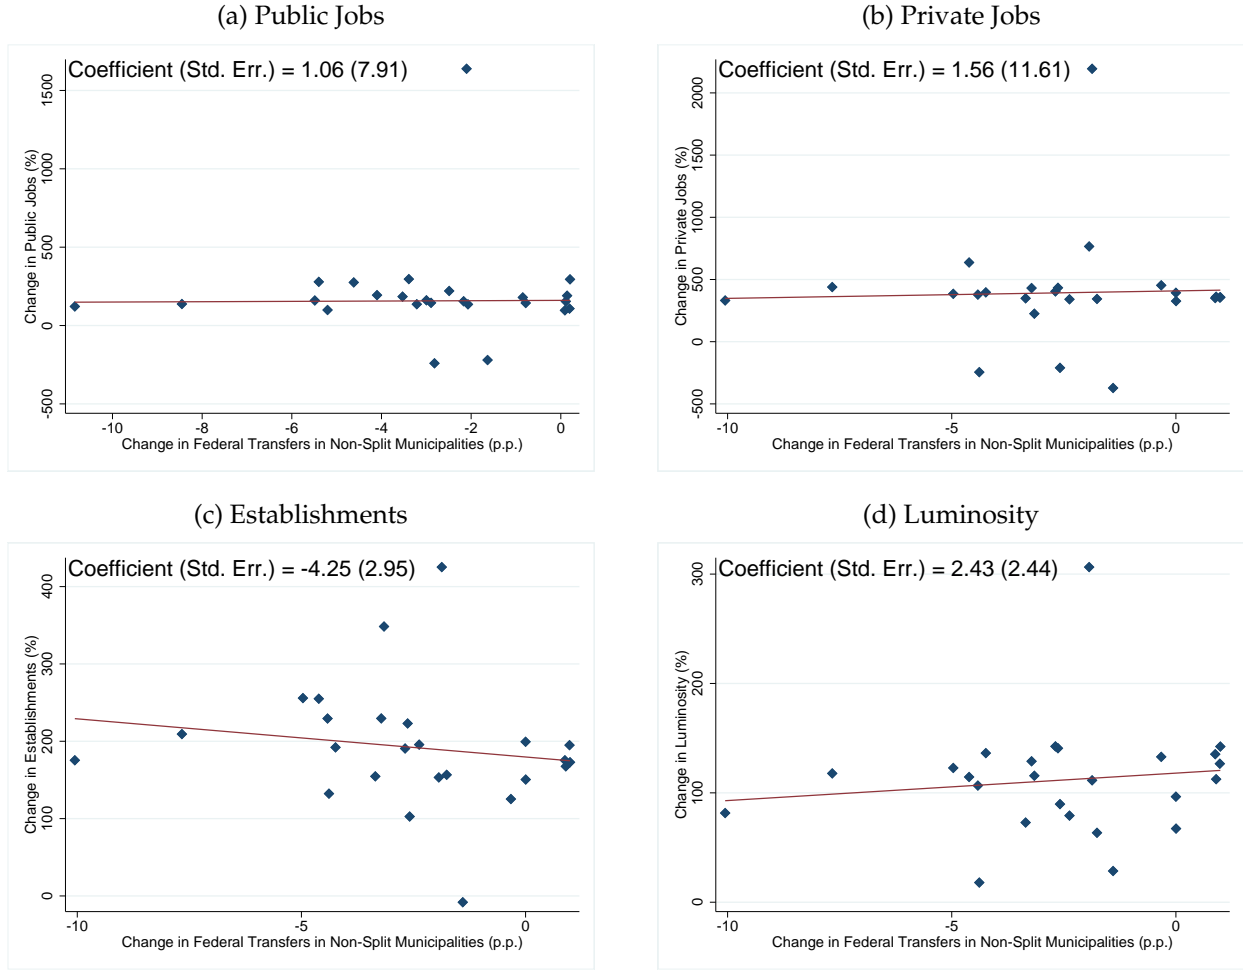 (a) Public Jobs
Coefficient (Std. Err.) = 1.06 (7.91)
Change in Public Jobs (%)
1500
1000
500
0
-500
-10 -8 -6 -4 -2 0
Change in Federal Transfers in Non-Split Municipalities (p.p.)
(b) Private Jobs
Coefficient (Std. Err.) = 1.56 (11.61)
Change in Private Jobs (%)
2000
1500
1000
500
0
-500
-10 -5 0
Change in Federal Transfers in Non-Split Municipalities (p.p.)
(c) Establishments
Coefficient (Std. Err.) = -4.25 (2.95)
Change in Establishments (%)
400
300
200
100
0
-10 -5 0
Change in Federal Transfers in Non-Split Municipalities (p.p.)
(d) Luminosity
Coefficient (Std. Err.) = 2.43 (2.44)
Change in Luminosity (%)
300
200
100
0
-10 -5 0
Change in Federal Transfers in Non-Split Municipalities (p.p.)